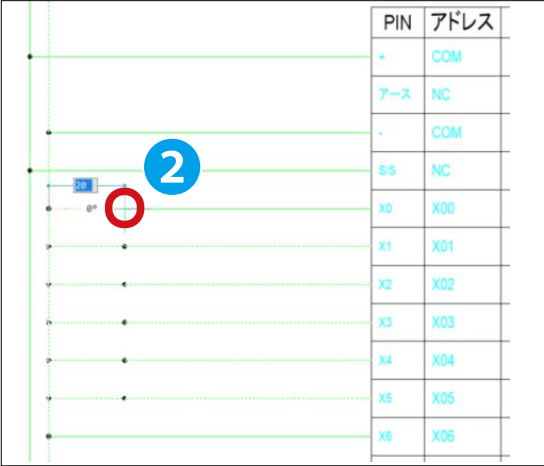 PIN アドレス
+ COM
アース NC
- COM
S/S NC
2
20
0°
X0 X00
X1 X01
X2 X02
X3 X03
X4 X04
X5 X05
X6 X06